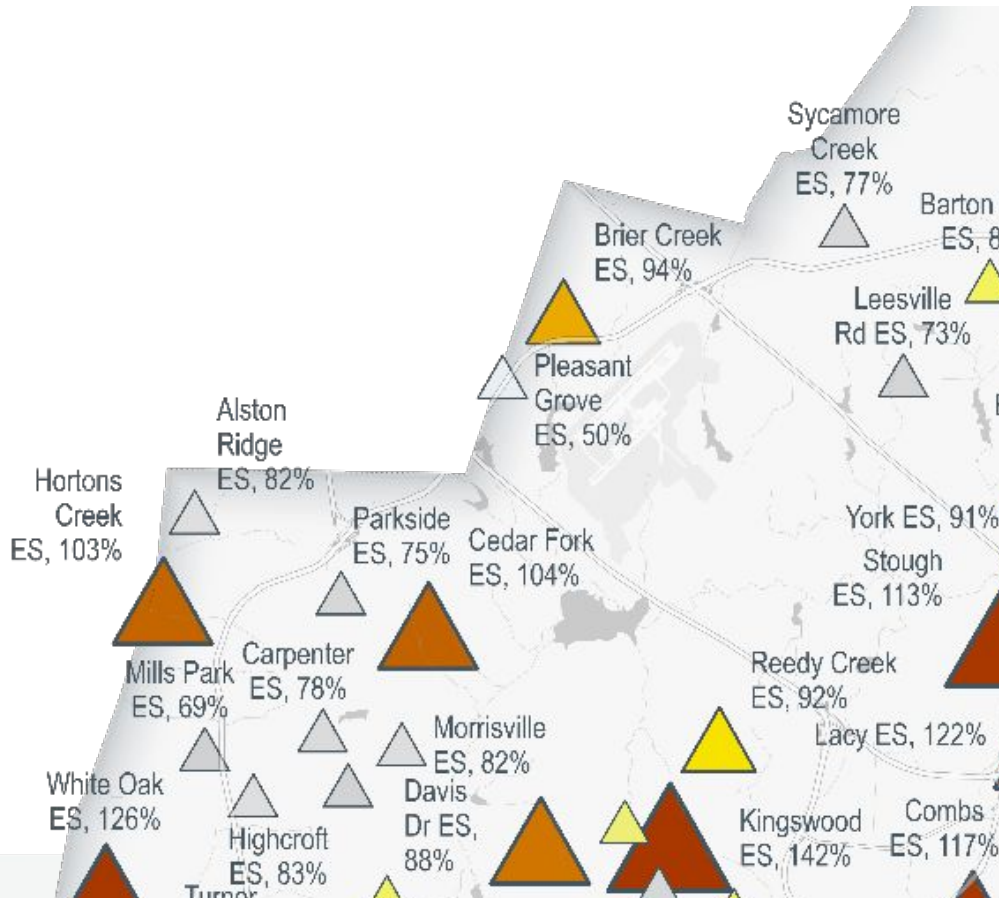 Sycamore
Creek
ES, 77%
Barton
ES, 8
Brier Creek
ES, 94%
Leesville
Rd ES, 73%
Pleasant
Grove
ES, 50%
Alston
Ridge
ES, 82%
Hortons
Creek
ES, 103%
Parkside
ES, 75%
Cedar Fork
ES, 104%
York ES, 91%
Stough
ES, 113%
Mills Park
ES, 69%
Carpenter
ES, 78%
Reedy Creek
ES, 92%
Morrisville
ES, 82%
Lacy ES, 122%
White Oak
ES, 126%
Davis
Dr ES,
88%
Highcroft
ES, 83%
Kingswood
ES, 142%
Combs
ES, 117%
Turner